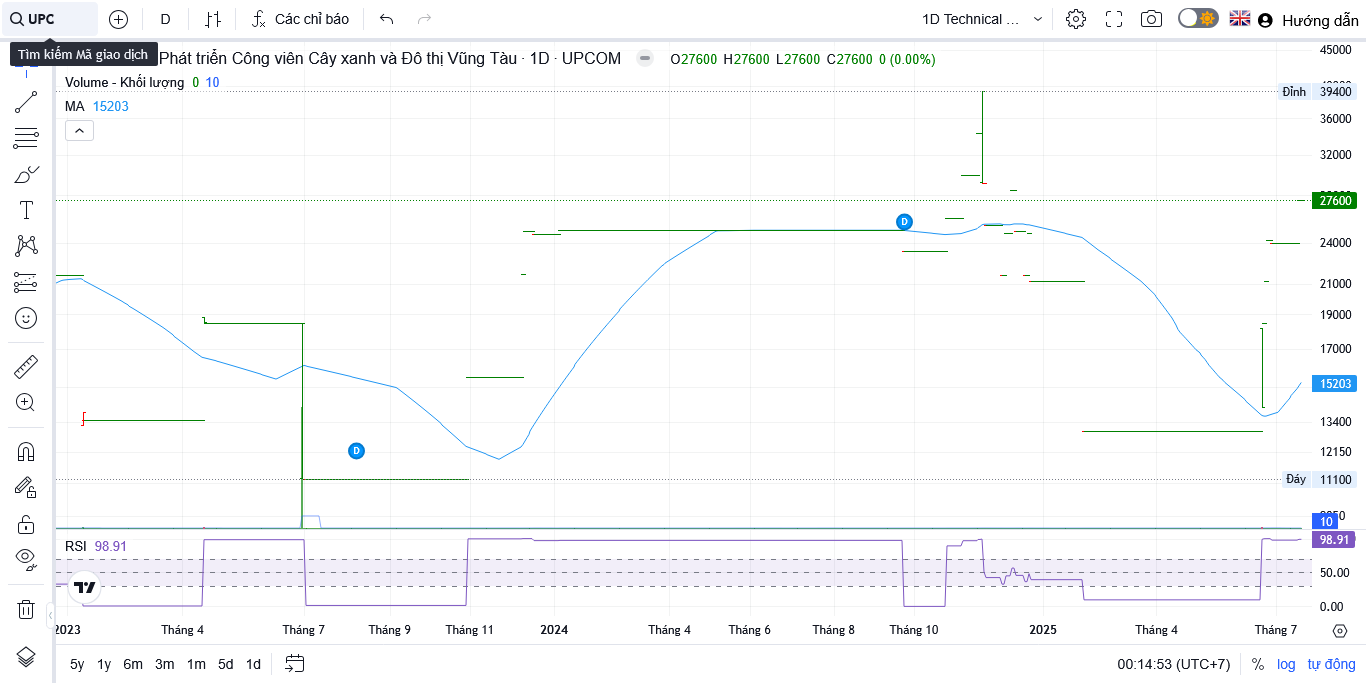 UPC
D
Các chỉ báo
1D Technical ...
Hướng dẫn
Tìm kiếm Mã giao dịch
Phát triển Công viên Cây xanh và Đô thị Vũng Tàu · 1D · UPCOM
O27600 H27600 L27600 C27600 0 (0.00%)
Volume - Khối lượng 0 10
MA 15203
45000
Đỉnh 39400
36000
32000
27600
D
24000
21000
19000
17000
15203
13400
12150
D
Đáy 11100
10
RSI 98.91
98.91
50.00
0.00
2023 Tháng 4 Tháng 7 Tháng 9 Tháng 11 2024 Tháng 4 Tháng 6 Tháng 8 Tháng 10 2025 Tháng 4 Tháng 7
5y 1y 6m 3m 1m 5d 1d
00:14:53 (UTC+7) % log tự động